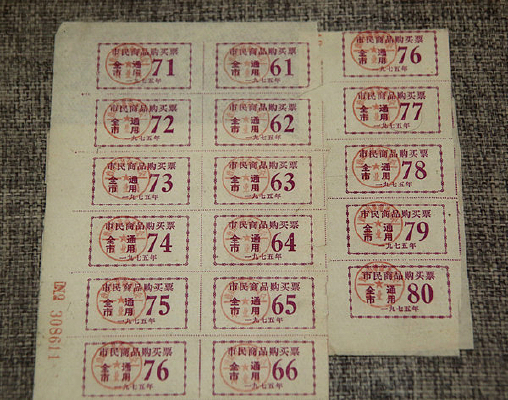 市民商品购买票
全市 通用 71
一九七五年
市民商品购买票
全市 通用 72
一九七五年
市民商品购买票
全市 通用 73
一九七五年
市民商品购买票
全市 通用 74
一九七五年
市民商品购买票
全市 通用 75
一九七五年
市民商品购买票
全市 通用 76
市民商品购买票
全市 通用 61
一九七五年
市民商品购买票
全市 通用 62
一九七五年
市民商品购买票
全市 通用 63
一九七五年
市民商品购买票
全市 通用 64
一九七五年
市民商品购买票
全市 通用 65
一九七五年
市民商品购买票
全市 通用 66
市民商品购买票
全市 通用 76
一九七五年
市民商品购买票
全市 通用 77
一九七五年
市民商品购买票
全市 通用 78
一九七五年
市民商品购买票
全市 通用 79
一九七五年
市民商品购买票
全市 通用 80
一九七五年
308611